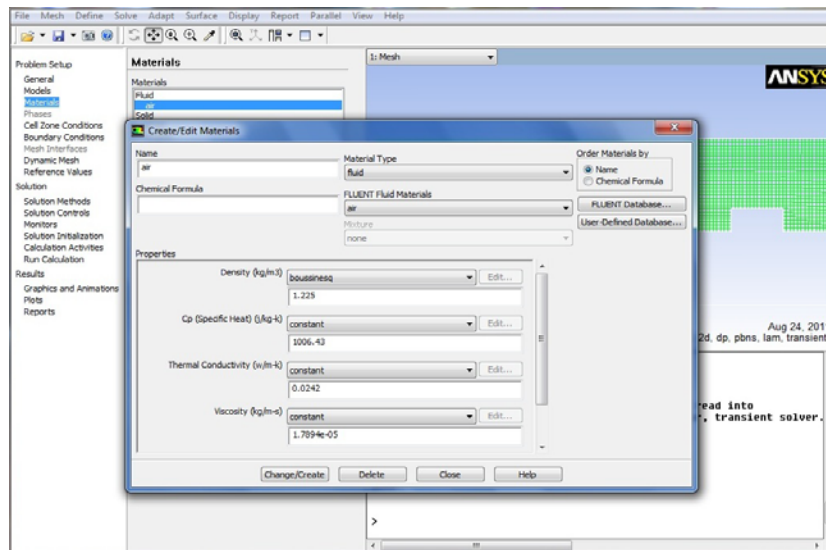 File Mesh Define Solve Adapt Surface Display Report Parallel View Help
Problem Setup
General
Models
Materials
Phases
Cell Zone Conditions
Boundary Conditions
Mesh Interfaces
Dynamic Mesh
Reference Values
Solution
Solution Methods
Solution Controls
Monitors
Solution Initialization
Calculation Activities
Run Calculation
Results
Graphics and Animations
Plots
Reports
Materials
Materials
Fluid
air
Solid
1: Mesh
ANSYS
Create/Edit Materials
Name
air
Chemical Formula
Material Type
fluid
FLUENT Fluid Materials
air
Mixture
none
Order Materials by
Name
Chemical Formula
FLUENT Database...
User-Defined Database...
Properties
Density (kg/m3) boussinesq Edit...
1.225
Cp (Specific Heat) (j/kg-k) constant Edit...
1006.43
Thermal Conductivity (w/m-k) constant Edit...
0.0242
Viscosity (kg/m-s) constant Edit...
1.7894e-05
Change/Create Delete Close Help
Aug 24, 201
2d, dp, pbns, lam, transient
read into
, transient solver.
>